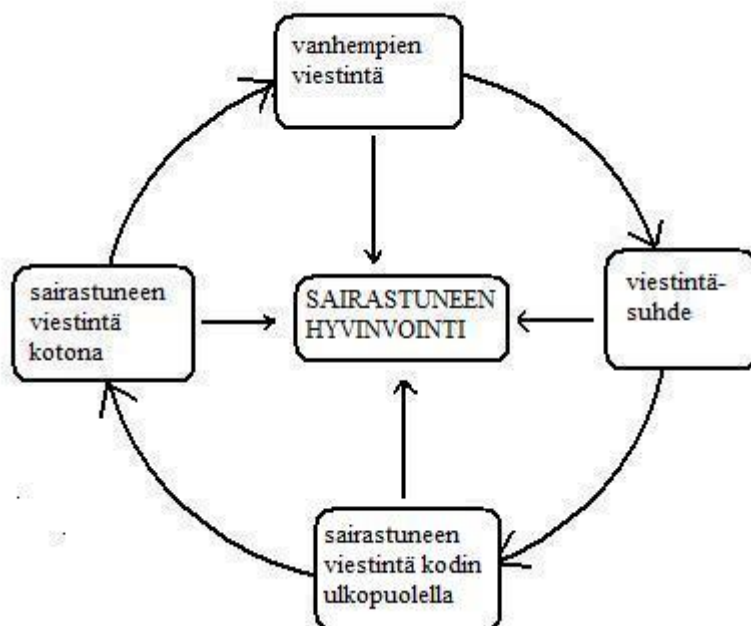 vanhempien
viestintä
sairastuneen
viestintä
kotona
SAIRASTUNEEN
HYVINVOINTI
viestintä-
suhde
sairastuneen
viestintä kodin
ulkopuolella